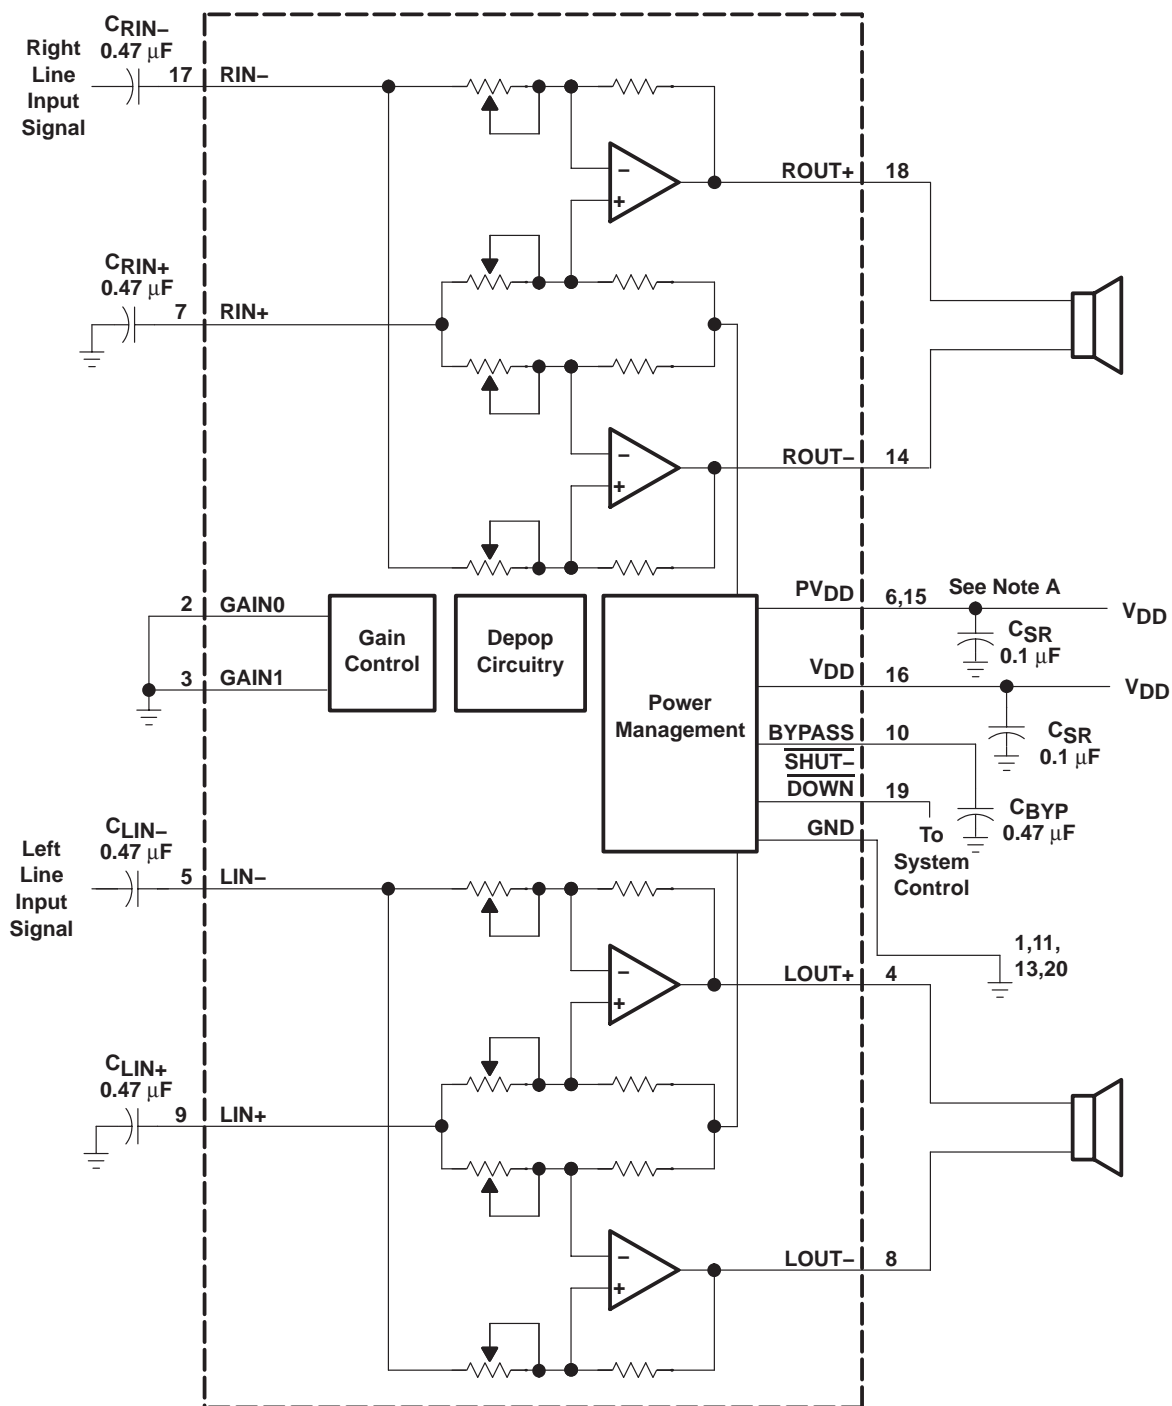 CRIN−
0.47 µF
Right
Line
Input
Signal
17
RIN−
−
+
ROUT+
18
CRIN+
0.47 µF
7
RIN+
−
+
ROUT−
14
2
GAIN0
3
GAIN1
Gain
Control
Depop
Circuitry
Power
Management
PVDD
6,15
See Note A
VDD
CSR
0.1 µF
VDD
16
VDD
CSR
0.1 µF
BYPASS
10
SHUT−
DOWN
19
CBYP
0.47 µF
GND
To
System
Control
1,11,
13,20
CLIN−
0.47 µF
Left
Line
Input
Signal
5
LIN−
−
+
LOUT+
4
CLIN+
0.47 µF
9
LIN+
−
+
LOUT−
8